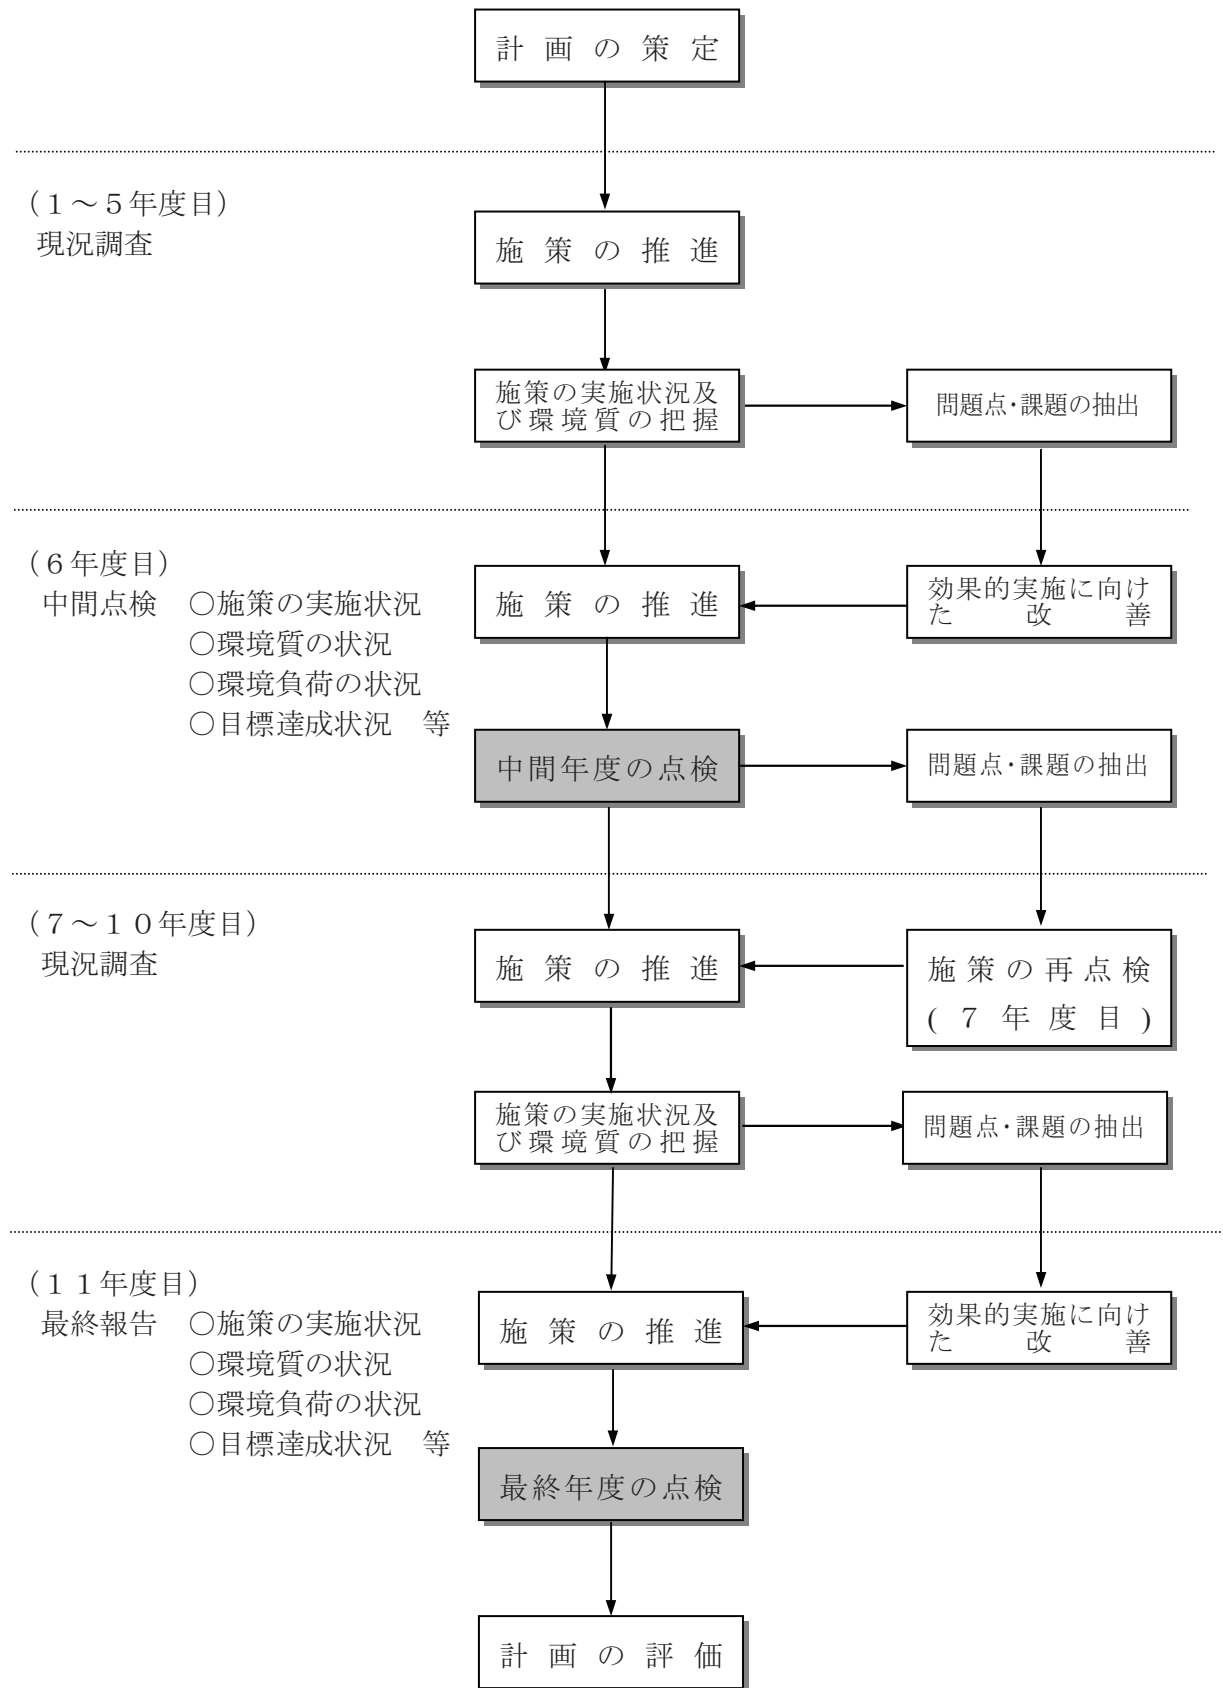 計画の策定
(１～５年度目)
現況調査
施策の推進
施策の実施状況及
び環境質の把握
問題点・課題の抽出
(６年度目)
中間点検　○施策の実施状況
○環境質の状況
○環境負荷の状況
○目標達成状況　等
施策の推進
効果的実施に向け
た改善
中間年度の点検
問題点・課題の抽出
(７～１０年度目)
現況調査
施策の推進
施策の再点検
(７年度目)
施策の実施状況及
び環境質の把握
問題点・課題の抽出
(１１年度目)
最終報告　○施策の実施状況
○環境質の状況
○環境負荷の状況
○目標達成状況　等
施策の推進
効果的実施に向け
た改善
最終年度の点検
計画の評価